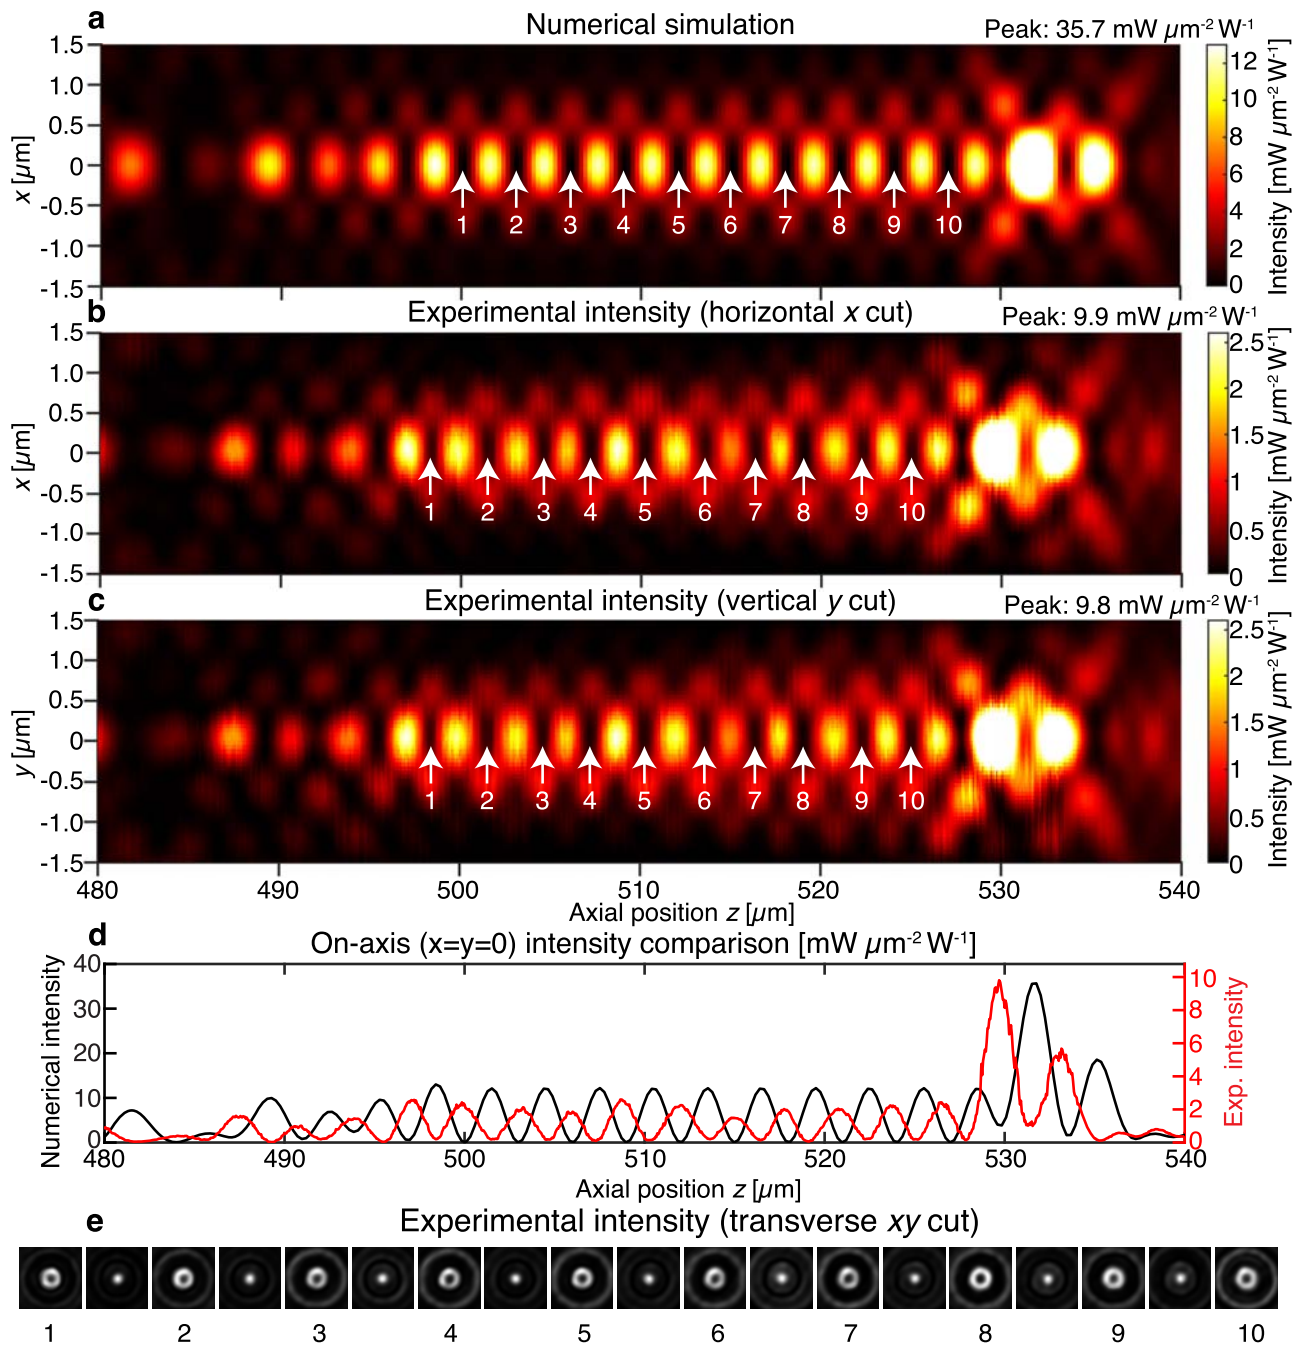 a
Numerical simulation
Peak: 35.7 mW µm-2 W-1
1.5
1.0
0.5
0
-0.5
-1.0
-1.5
x [µm]
1 2 3 4 5 6 7 8 9 10
12
10
8
6
4
2
0
Intensity [mW µm-2 W-1]
b
Experimental intensity (horizontal x cut)
Peak: 9.9 mW µm-2 W-1
1.5
1.0
0.5
0
-0.5
-1.0
-1.5
x [µm]
1 2 3 4 5 6 7 8 9 10
2.5
2
1.5
1
0.5
0
Intensity [mW µm-2 W-1]
c
Experimental intensity (vertical y cut)
Peak: 9.8 mW µm-2 W-1
1.5
1.0
0.5
0
-0.5
-1.0
-1.5
y [µm]
1 2 3 4 5 6 7 8 9 10
2.5
2
1.5
1
0.5
0
Intensity [mW µm-2 W-1]
480 490 500 510 520 530 540
Axial position z [µm]
d
On-axis (x=y=0) intensity comparison [mW µm-2 W-1]
40
30
20
10
0
Numerical intensity
10
8
6
4
2
0
Exp. intensity
480 490 500 510 520 530 540
Axial position z [µm]
e
Experimental intensity (transverse xy cut)
1 2 3 4 5 6 7 8 9 10